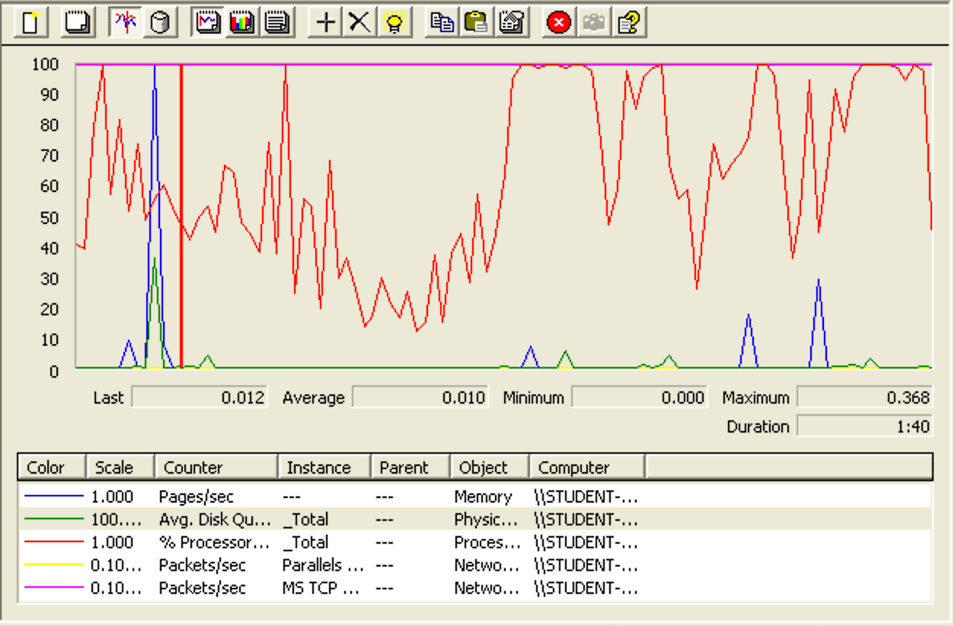 100
90
80
70
60
50
40
30
20
10
0
Last 0.012 Average 0.010 Minimum 0.000 Maximum 0.368
Duration 1:40
Color Scale Counter Instance Parent Object Computer
1.000 Pages/sec --- --- Memory \\STUDENT-...
100.... Avg. Disk Qu... _Total --- Physic... \\STUDENT-...
1.000 % Processor... _Total --- Proces... \\STUDENT-...
0.10... Packets/sec Parallels ... --- Netwo... \\STUDENT-...
0.10... Packets/sec MS TCP ... --- Netwo... \\STUDENT-...